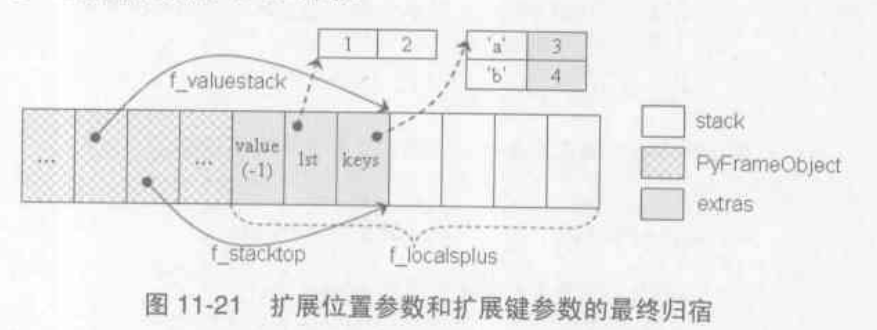 1 2 'a' 3
'b' 4
f_valuestack
... ... value (-1) lst keys
stack
PyFrameObject
extras
f_stacktop f_localsplus
图 11-21 扩展位置参数和扩展键参数的最终归宿